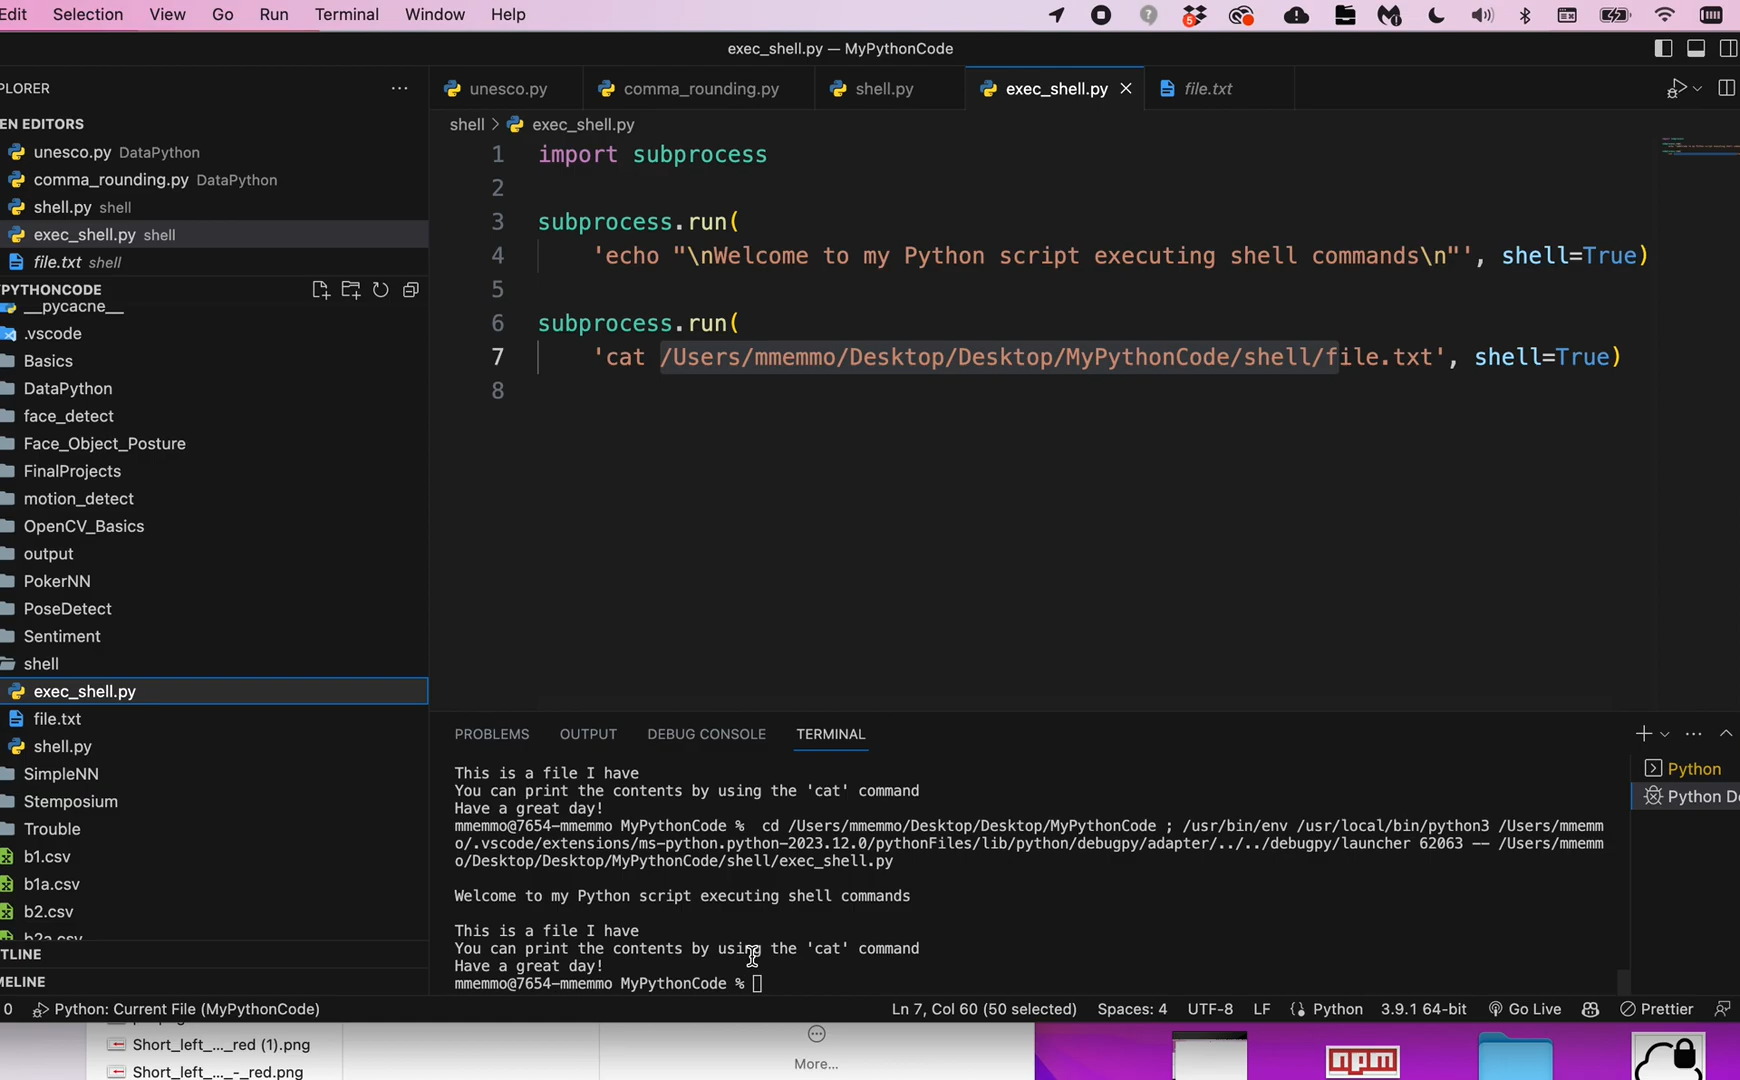 Edit Selection View Go Run Terminal Window Help
5
exec_shell.py — MyPythonCode
PLORER
EN EDITORS
unesco.py DataPython
comma_rounding.py DataPython
shell.py shell
exec_shell.py shell
file.txt shell
PYTHONCODE
__pycache__
.vscode
Basics
DataPython
face_detect
Face_Object_Posture
FinalProjects
motion_detect
OpenCV_Basics
output
PokerNN
PoseDetect
Sentiment
shell
exec_shell.py
file.txt
shell.py
SimpleNN
Stemposium
Trouble
b1.csv
b1a.csv
b2.csv
b2a.csv
TLINE
MELINE
unesco.py comma_rounding.py shell.py exec_shell.py file.txt
shell > exec_shell.py
1 import subprocess
2
3 subprocess.run(
4 'echo "\nWelcome to my Python script executing shell commands\n"', shell=True)
5
6 subprocess.run(
7 'cat /Users/mmemmo/Desktop/Desktop/MyPythonCode/shell/file.txt', shell=True)
8
PROBLEMS OUTPUT DEBUG CONSOLE TERMINAL
Python
Python De
This is a file I have
You can print the contents by using the 'cat' command
Have a great day!
mmemmo@7654-mmemmo MyPythonCode % cd /Users/mmemmo/Desktop/Desktop/MyPythonCode ; /usr/bin/env /usr/local/bin/python3 /Users/mmemm
o/.vscode/extensions/ms-python.python-2023.12.0/pythonFiles/lib/python/debugpy/adapter/../../debugpy/launcher 62063 -- /Users/mmemm
o/Desktop/Desktop/MyPythonCode/shell/exec_shell.py
Welcome to my Python script executing shell commands
This is a file I have
You can print the contents by using the 'cat' command
Have a great day!
mmemmo@7654-mmemmo MyPythonCode %
0 Python: Current File (MyPythonCode) Ln 7, Col 60 (50 selected) Spaces: 4 UTF-8 LF Python 3.9.1 64-bit Go Live Prettier
Short_left_..._red (1).png
Short_left_..._-_red.png
More...
npm